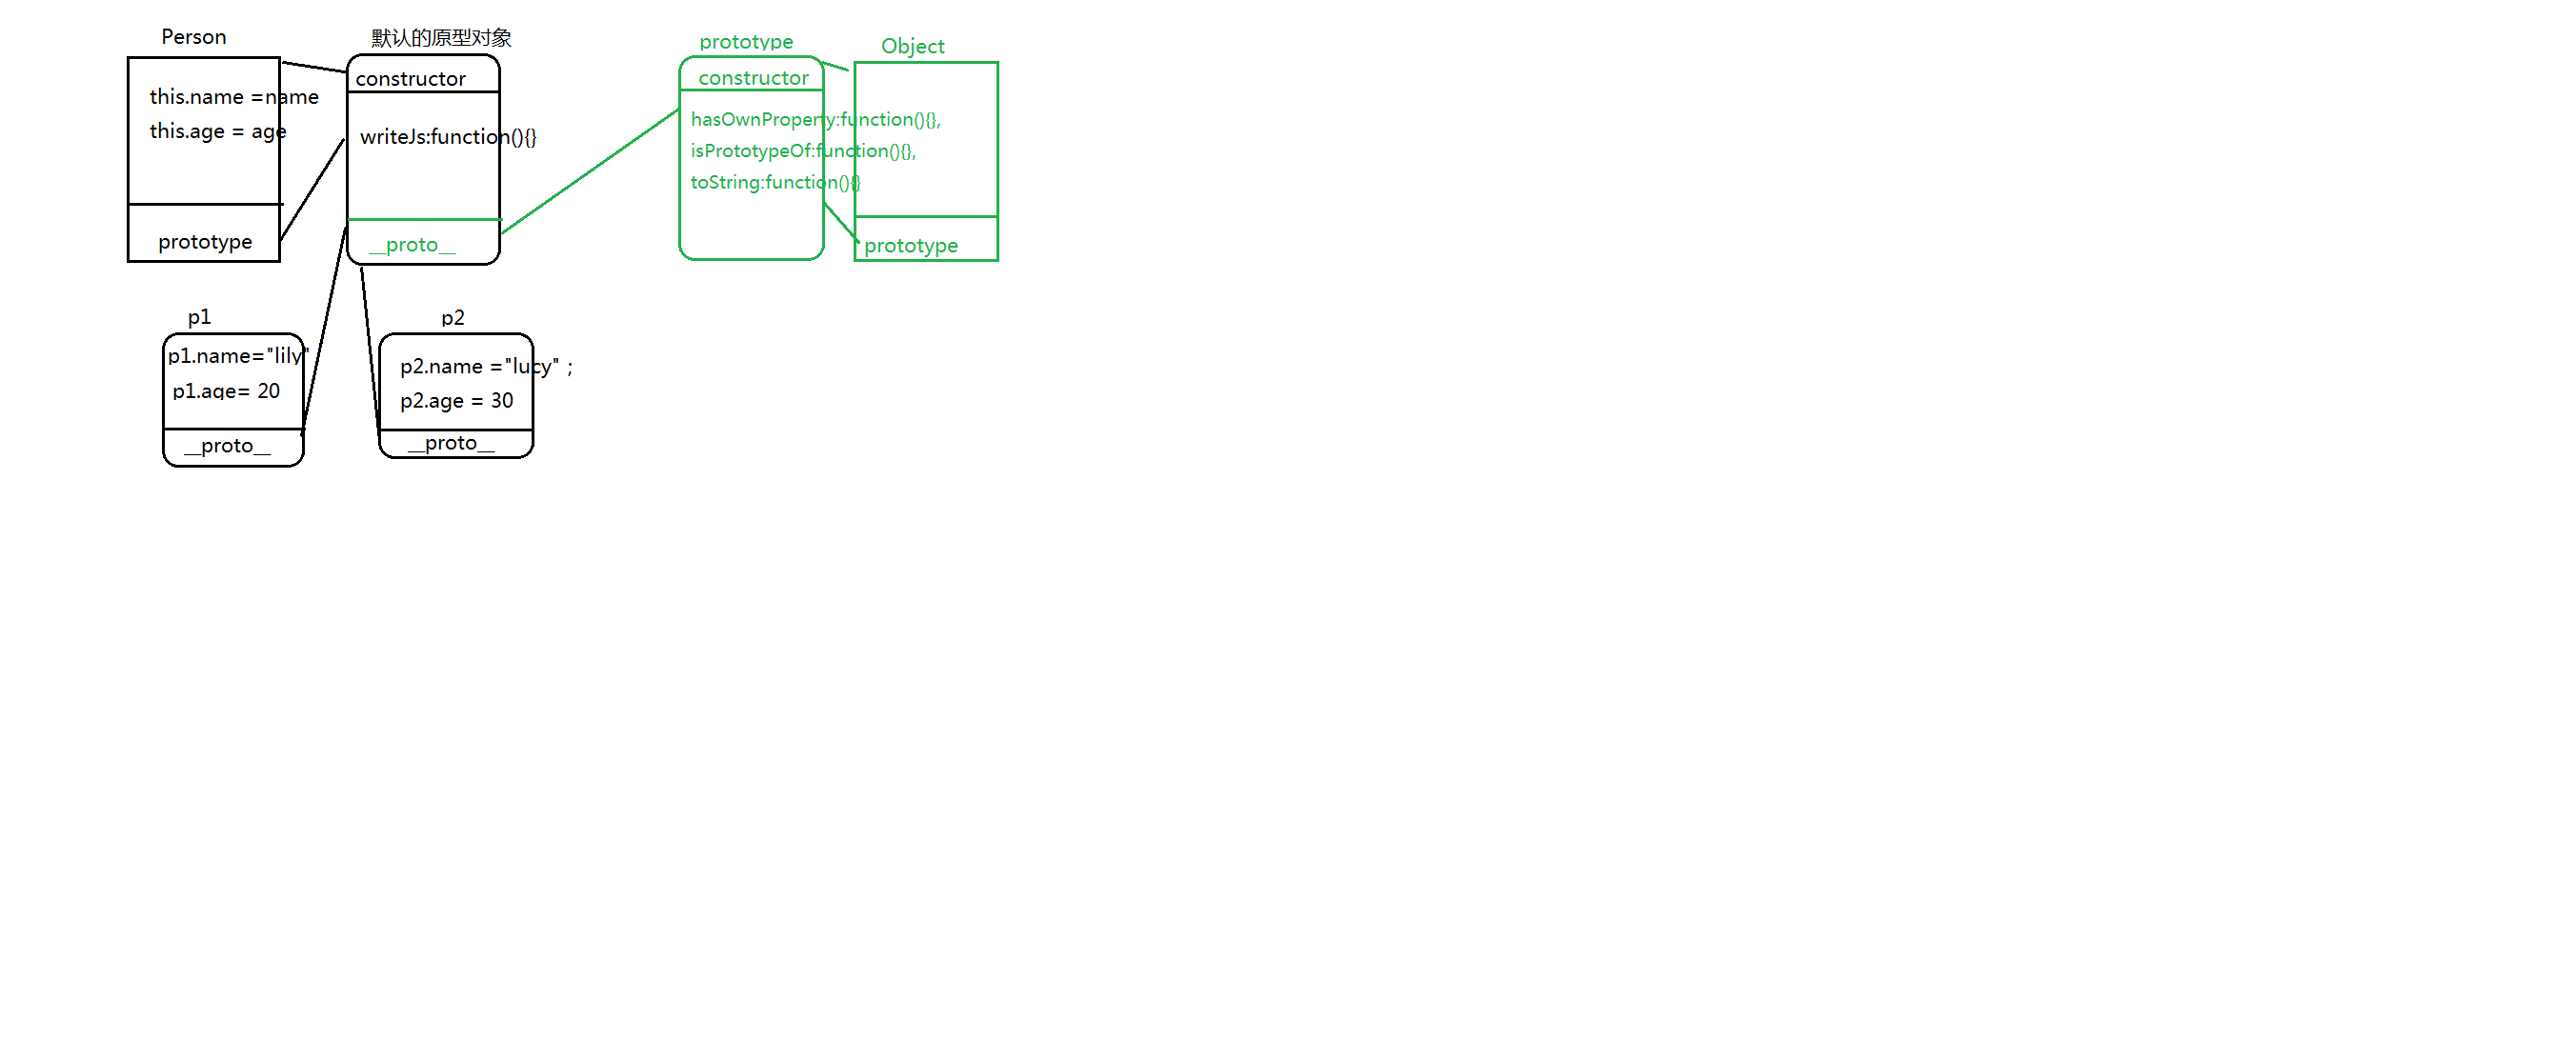 Person
this.name =name
this.age = age
prototype
默认的原型对象
constructor
writeJs:function(){}
__proto__
prototype
constructor
hasOwnProperty:function(){},
isPrototypeOf:function(){},
toString:function(){}
Object
prototype
p1
p1.name="lily"
p1.age= 20
__proto__
p2
p2.name ="lucy" ;
p2.age = 30
__proto__